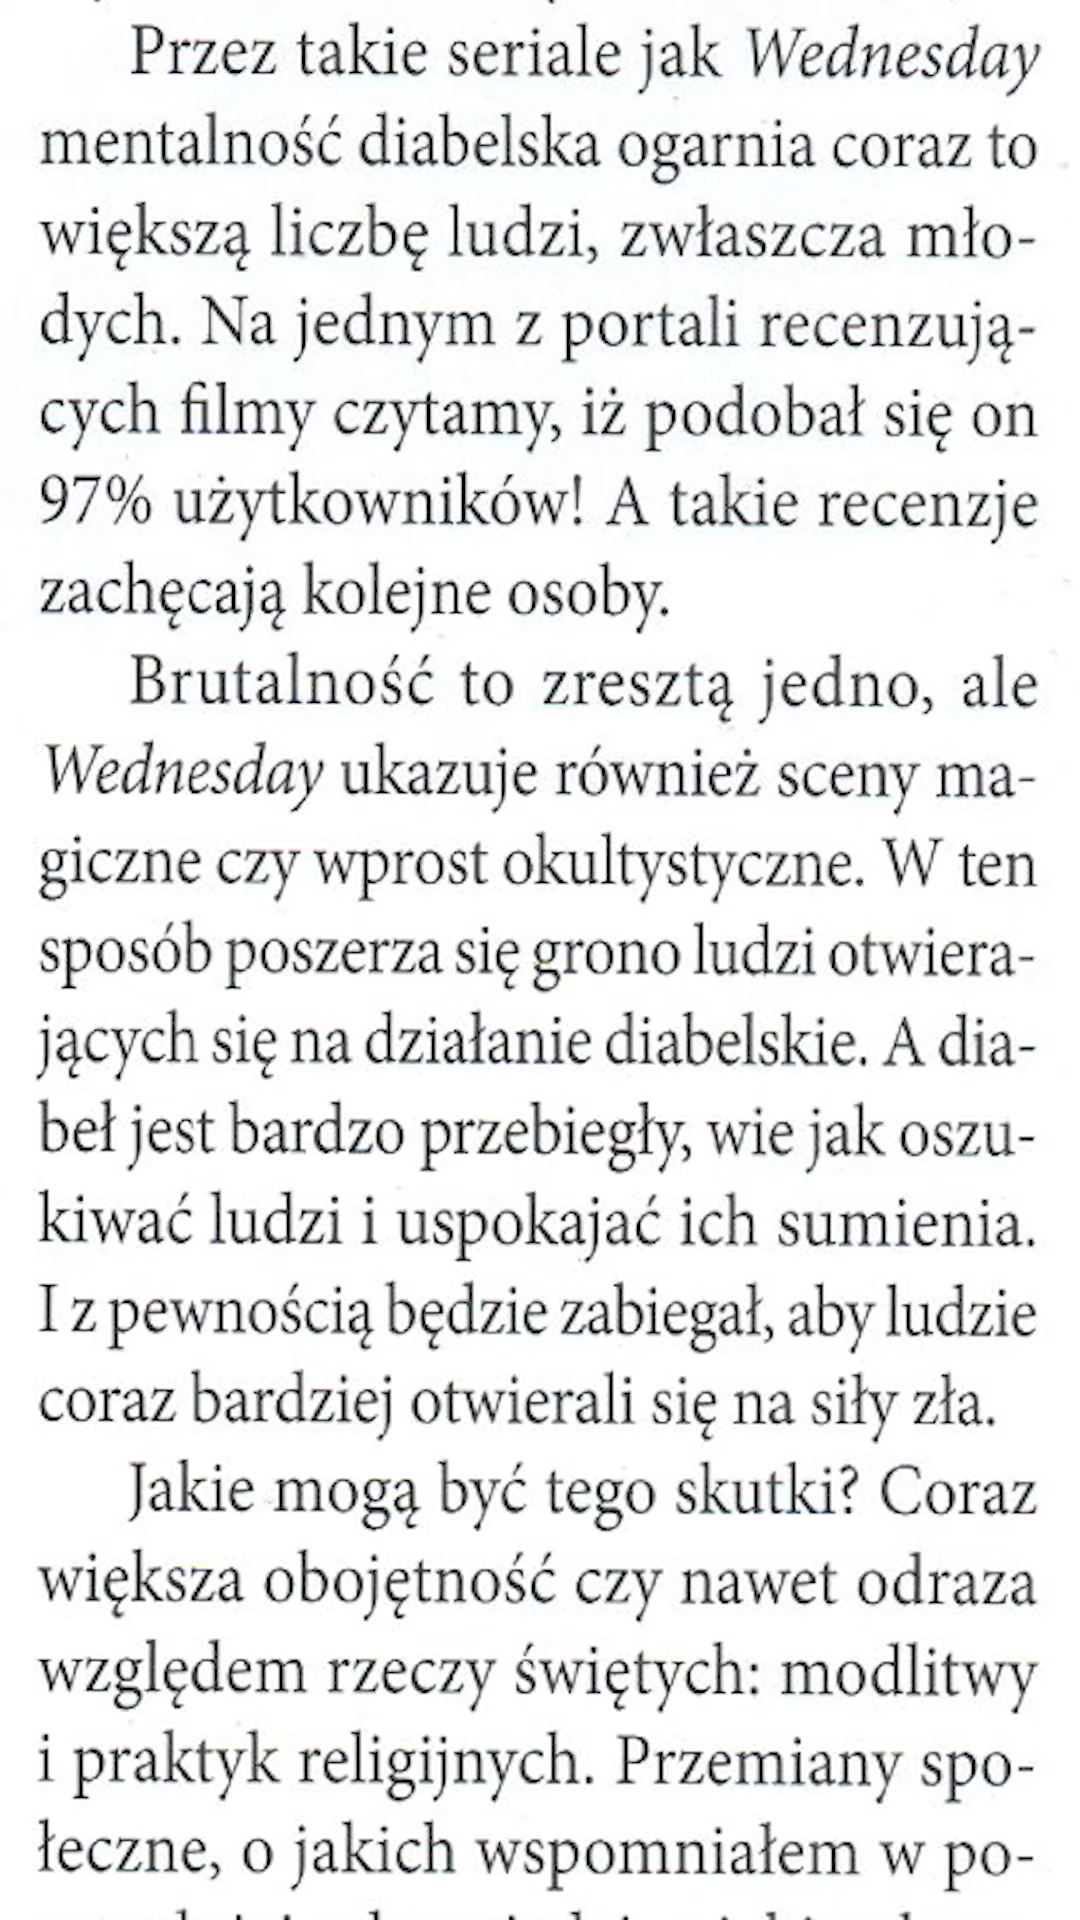 Przez takie seriale jak Wednesday
mentalność diabelska ogarnia coraz to
większą liczbę ludzi, zwłaszcza mło-
dych. Na jednym z portali recenzują-
cych filmy czytamy, iż podobał się on
97% użytkowników! A takie recenzje
zachęcają kolejne osoby.
Brutalność to zresztą jedno, ale
Wednesday ukazuje również sceny ma-
giczne czy wprost okultystyczne. W ten
sposób poszerza się grono ludzi otwiera-
jących się na działanie diabelskie. A dia-
beł jest bardzo przebiegły, wie jak oszu-
kiwać ludzi i uspokajać ich sumienia.
I z pewnością będzie zabiegał, aby ludzie
coraz bardziej otwierali się na siły zła.
Jakie mogą być tego skutki? Coraz
większa obojętność czy nawet odraza
względem rzeczy świętych: modlitwy
i praktyk religijnych. Przemiany spo-
łeczne, o jakich wspomniałem w po-